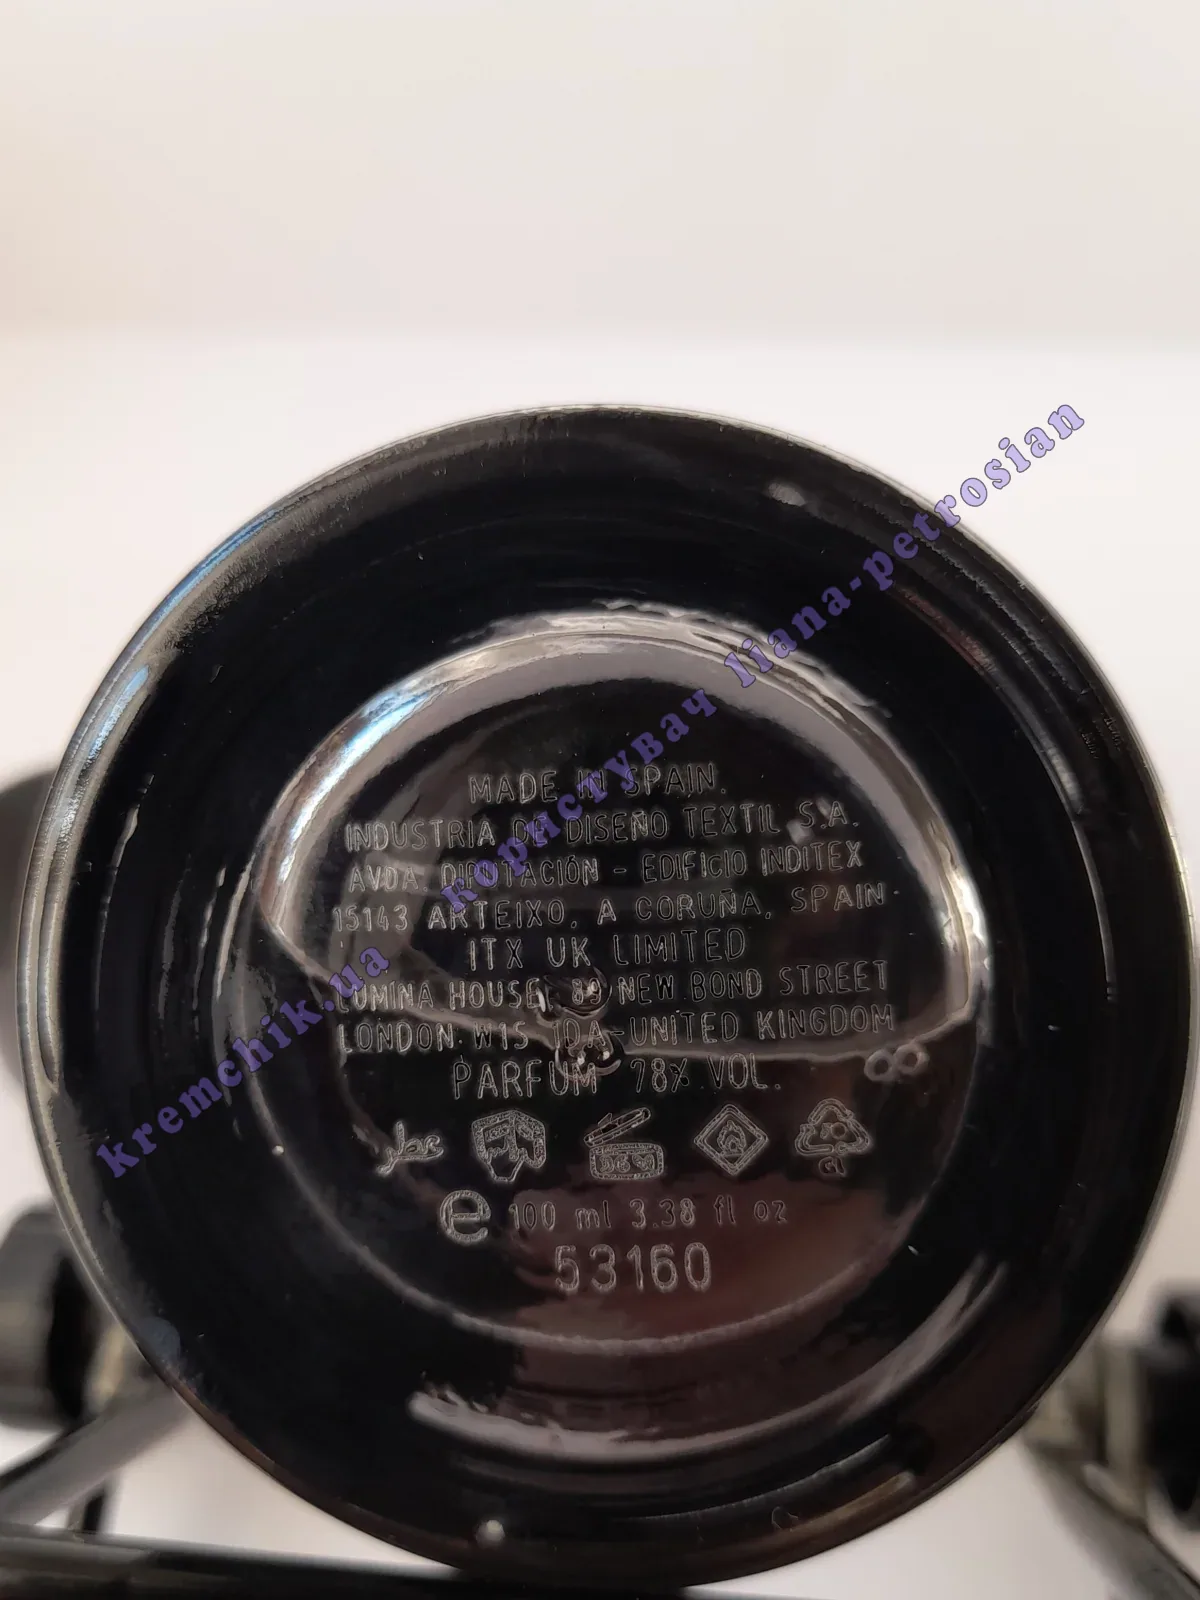 MADE IN SPAIN.
INDUSTRIA DE DISEÑO TEXTIL S.A.
AVDA. DIPUTACIÓN - EDIFICIO INDITEX
15143 ARTEIXO, A CORUÑA, SPAIN
ITX UK LIMITED
LUMINA HOUSE, 89 NEW BOND STREET
LONDON W1S 1DA-UNITED KINGDOM
PARFUM 78% VOL.
عطر
e 100 ml 3.38 fl oz
53160
kremchik.ua користувач liana-petrosian